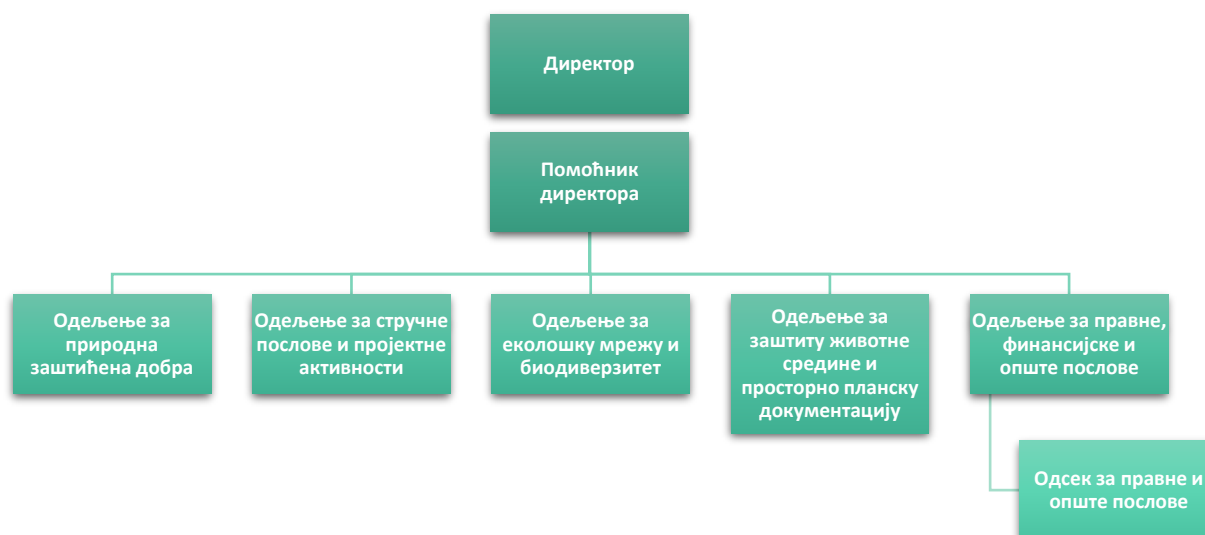 Директор
Помоћник
директора
Одељење за
природна
заштићена добра
Одељење за стручне
послове и пројектне
активности
Одељење за
еколошку мрежу и
биодиверзитет
Одељење за
заштиту животне
средине и
просторно планску
документацију
Одељење за правне,
финансијске и
опште послове
Одсек за правне и
опште послове